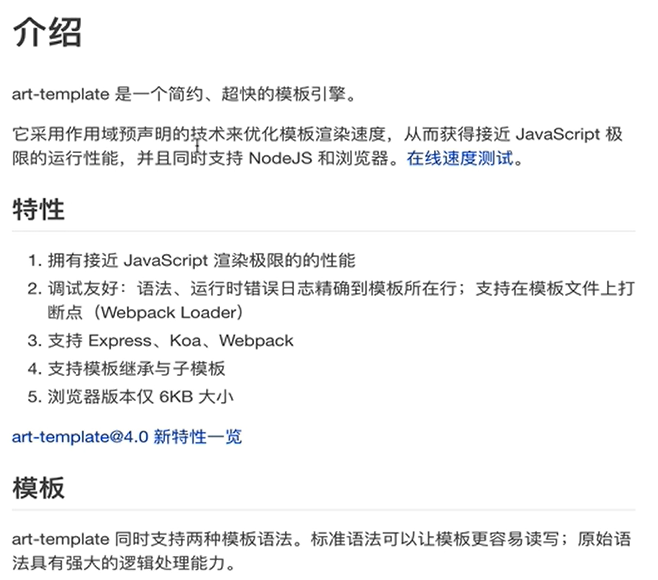 介绍
art-template 是一个简约、超快的模板引擎。
它采用作用域预声明的技术来优化模板渲染速度，从而获得接近 JavaScript 极
限的运行性能，并且同时支持 NodeJS 和浏览器。在线速度测试。
特性
1. 拥有接近 JavaScript 渲染极限的的性能
2. 调试友好：语法、运行时错误日志精确到模板所在行；支持在模板文件上打
断点（Webpack Loader）
3. 支持 Express、Koa、Webpack
4. 支持模板继承与子模板
5. 浏览器版本仅 6KB 大小
art-template@4.0 新特性一览
模板
art-template 同时支持两种模板语法。标准语法可以让模板更容易读写；原始语
法具有强大的逻辑处理能力。